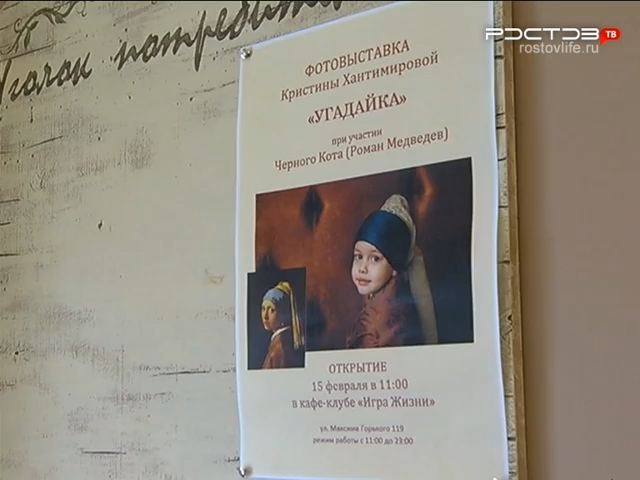 РОСТОВ ТВ
rostovlife.ru
Уголок потребителя
ФОТОВЫСТАВКА
Кристины Хантимировой
«УГАДАЙКА»
при участии
Черного Кота (Роман Медведев)
ОТКРЫТИЕ
15 февраля в 11:00
в кафе-клубе «Игра Жизни»
ул. Максима Горького 119
режим работы с 11:00 до 23:00